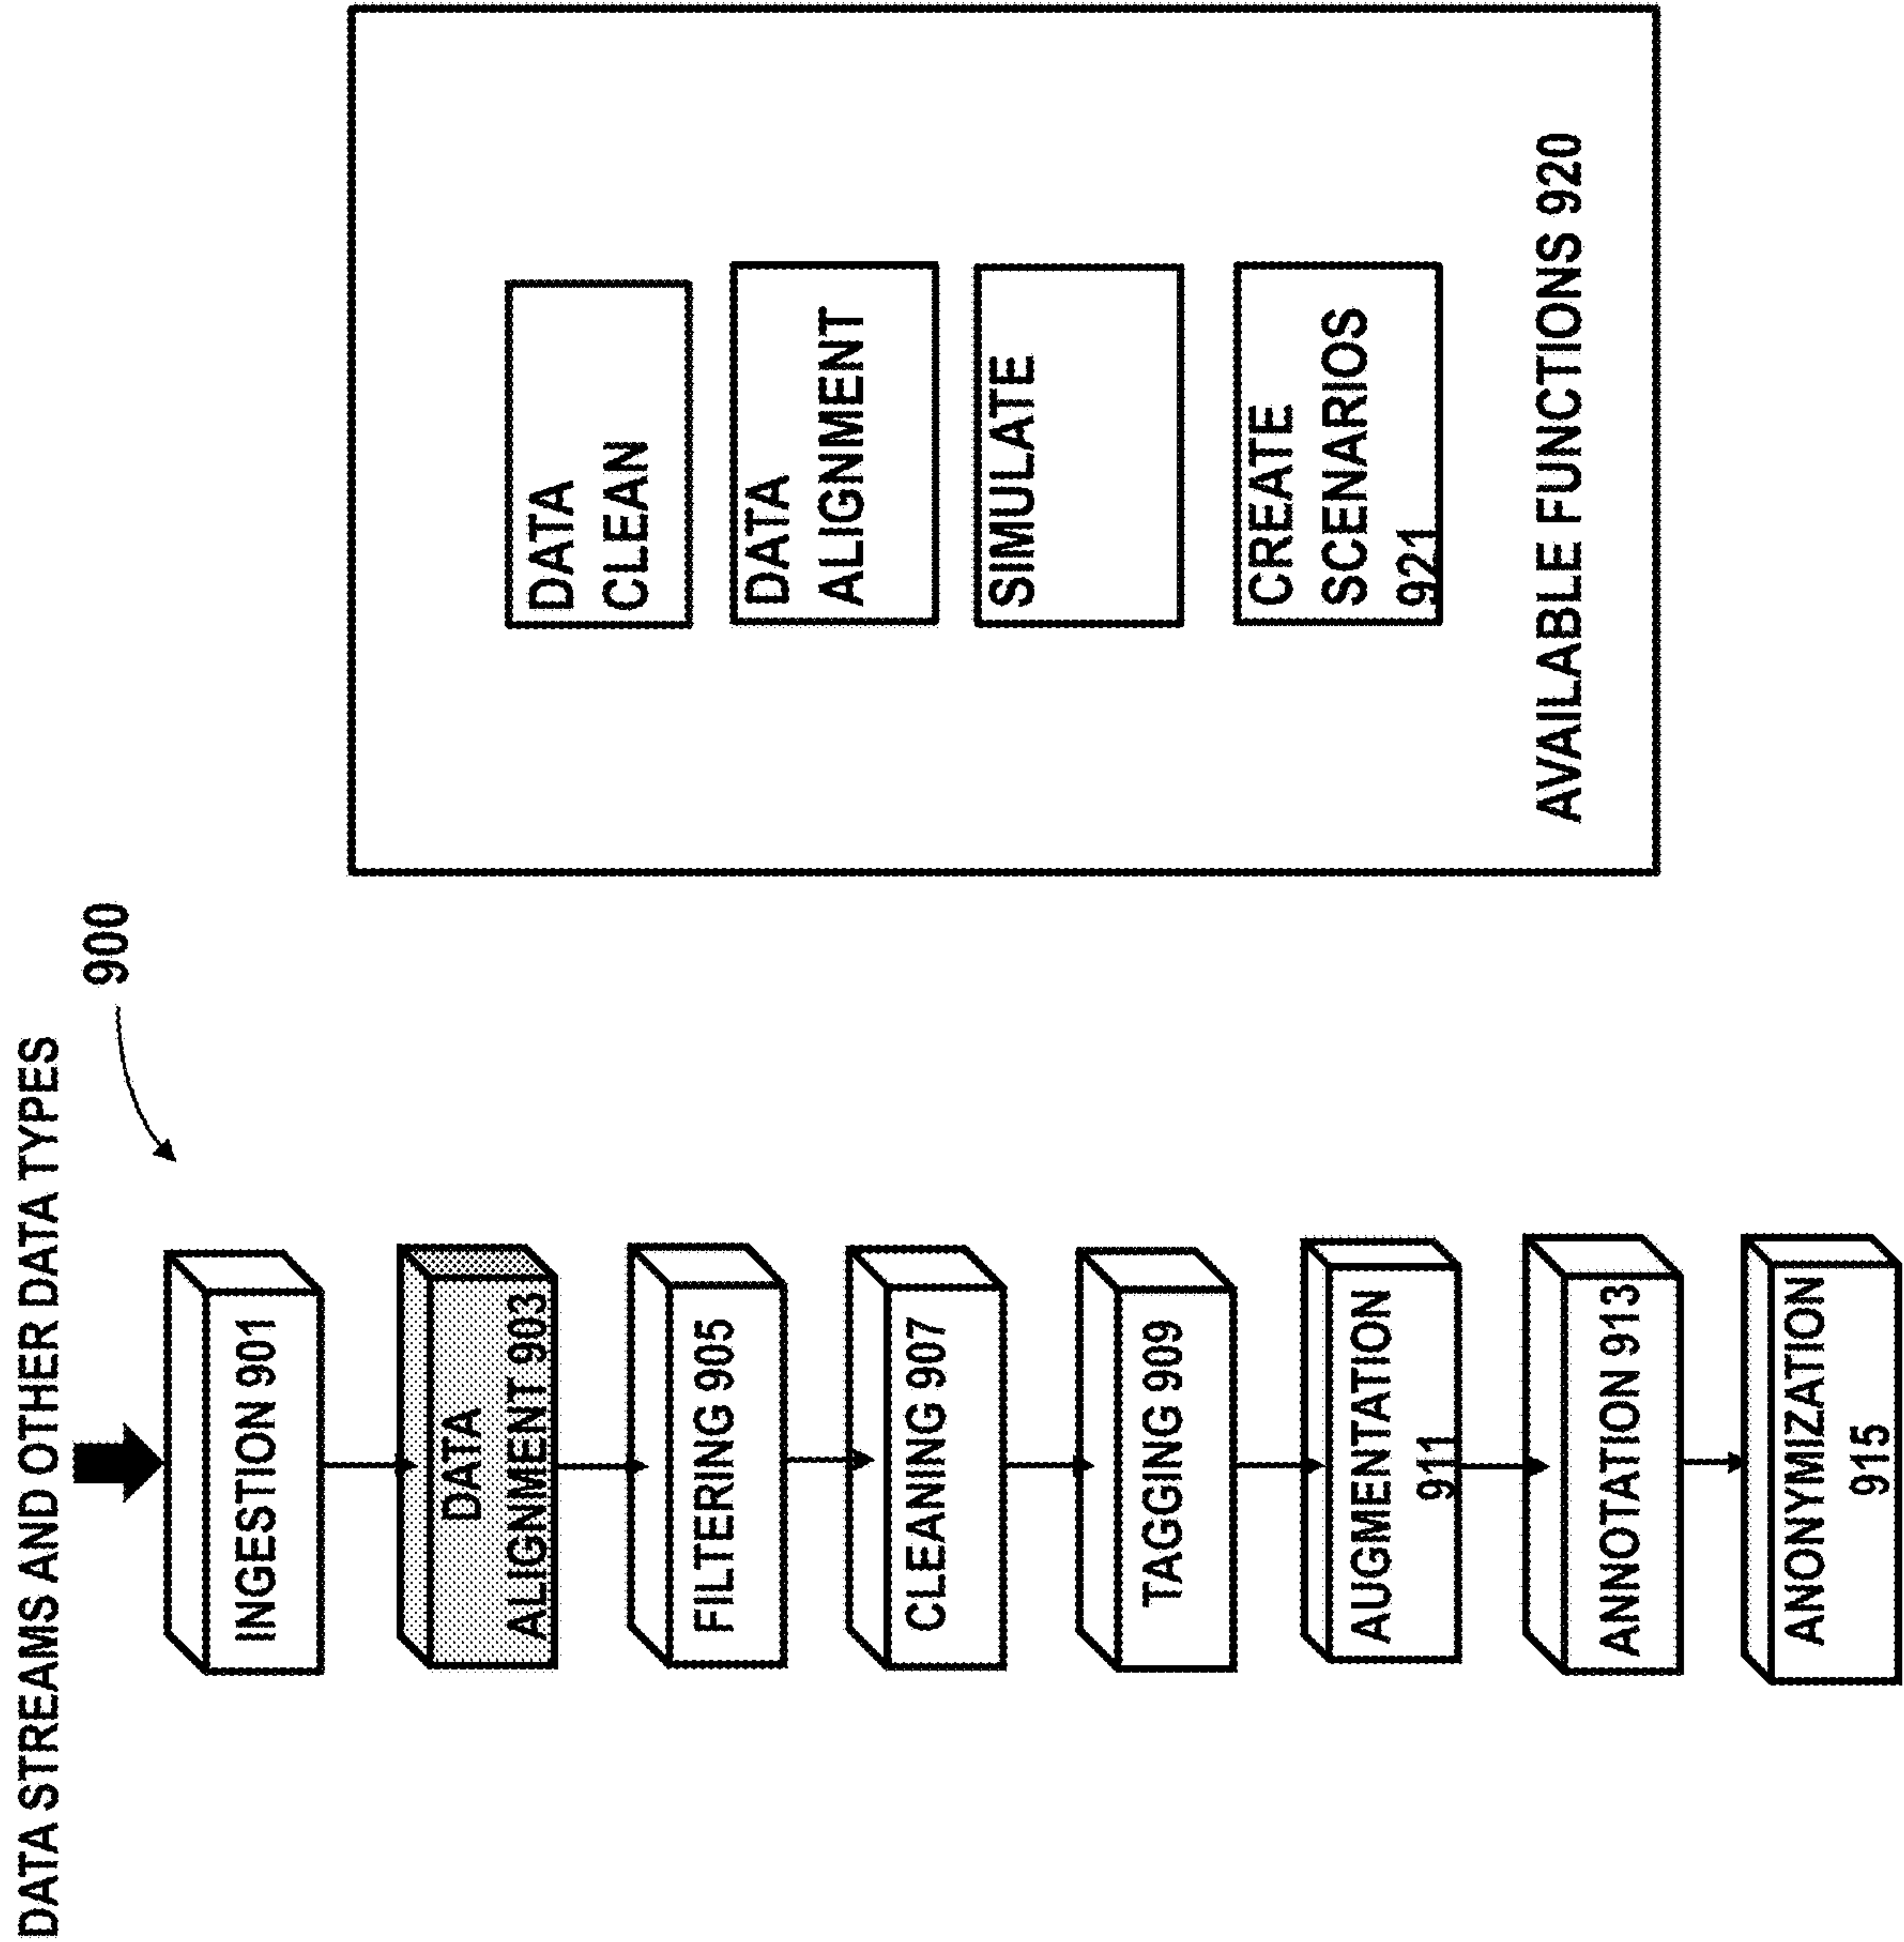 DATA STREAMS AND OTHER DATA TYPES
900
INGESTION 901
DATA
ALIGNMENT 903
FILTERING 905
CLEANING 907
TAGGING 909
AUGMENTATION
911
ANNOTATION 913
ANONYMIZATION
915
DATA
CLEAN
DATA
ALIGNMENT
SIMULATE
CREATE
SCENARIOS
921
AVAILABLE FUNCTIONS 920